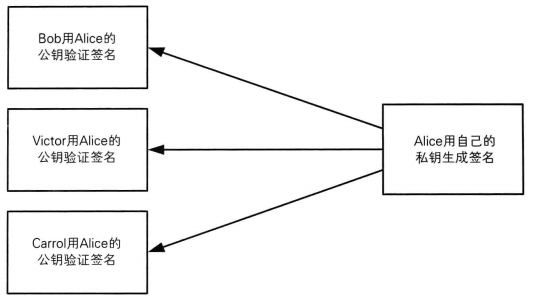 Bob用Alice的
公钥验证签名
Victor用Alice的
公钥验证签名
Alice用自己的
私钥生成签名
Carrol用Alice的
公钥验证签名